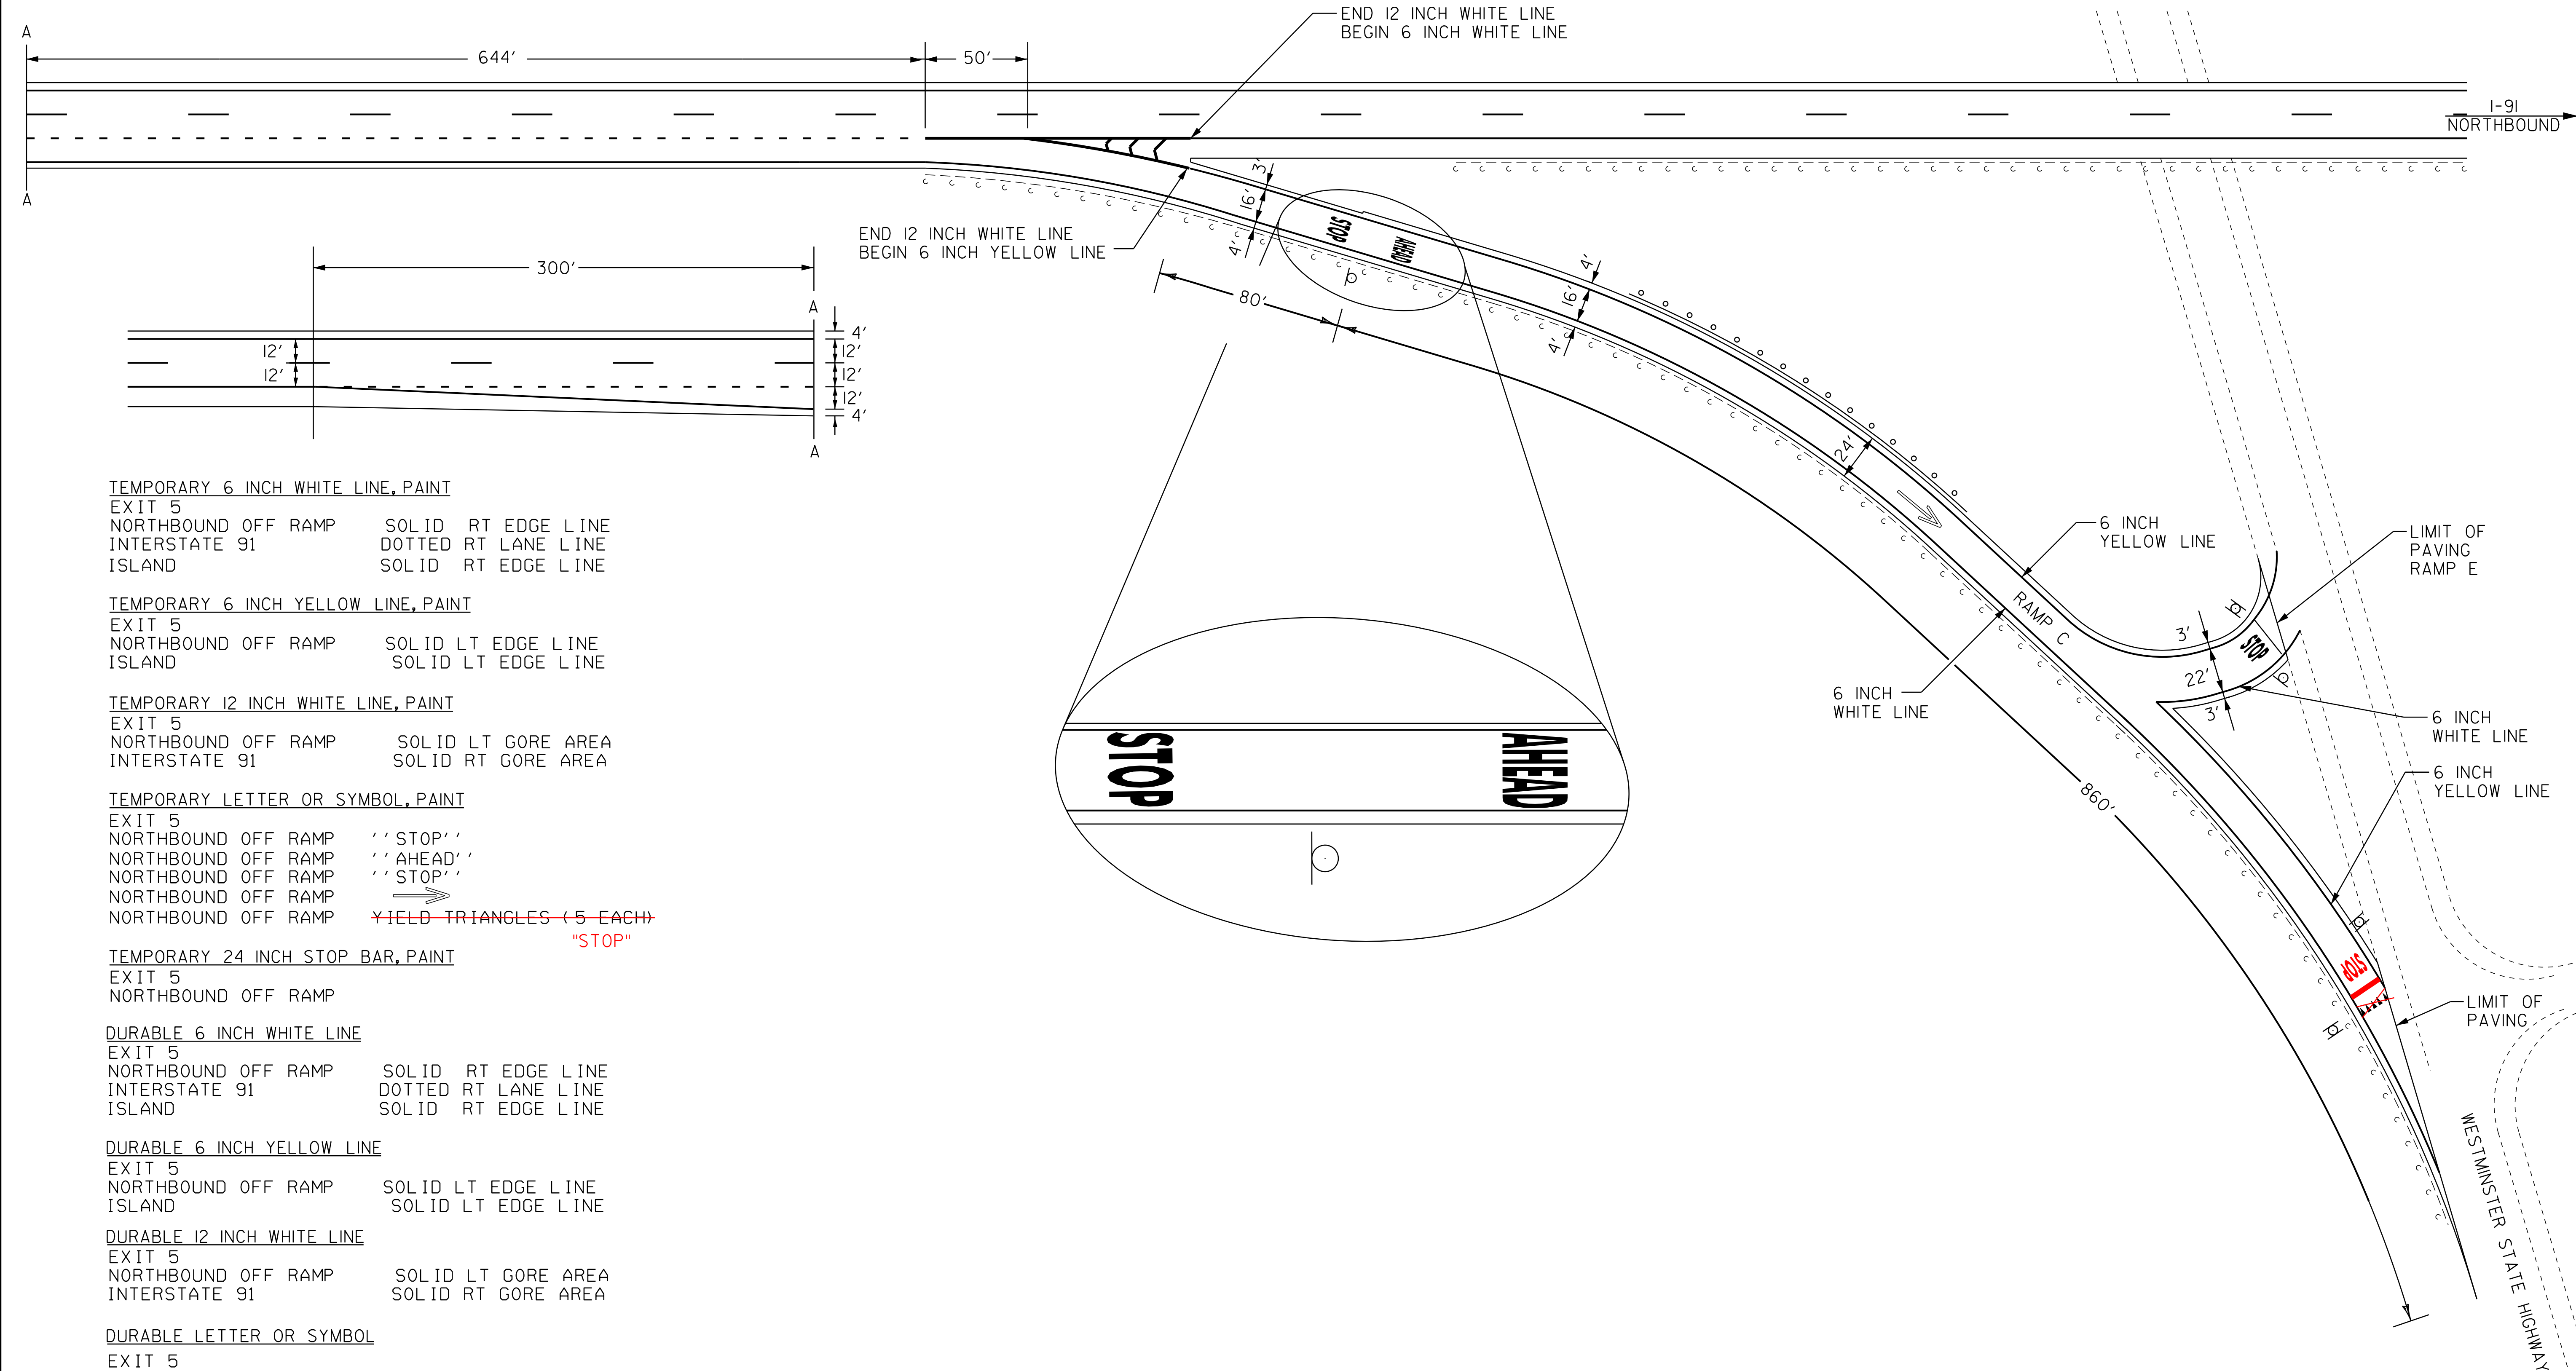 END 12 INCH WHITE LINE
BEGIN 6 INCH WHITE LINE
A
644'
50'
I-91
NORTHBOUND
A
END 12 INCH WHITE LINE
BEGIN 6 INCH YELLOW LINE
3'
16'
4'
STOP
AHEAD
80'
4'
16'
4'
24'
300'
A
12'
12'
4'
12'
12'
12'
4'
A
6 INCH
YELLOW LINE
LIMIT OF
PAVING
RAMP E
RAMP C
3'
22'
3'
STOP
6 INCH
WHITE LINE
6 INCH
WHITE LINE
6 INCH
YELLOW LINE
860'
STOP
LIMIT OF
PAVING
WESTMINSTER STATE HIGHWAY
STOP
AHEAD
TEMPORARY 6 INCH WHITE LINE, PAINT
EXIT 5
NORTHBOUND OFF RAMP SOLID RT EDGE LINE
INTERSTATE 91 DOTTED RT LANE LINE
ISLAND SOLID RT EDGE LINE
TEMPORARY 6 INCH YELLOW LINE, PAINT
EXIT 5
NORTHBOUND OFF RAMP SOLID LT EDGE LINE
ISLAND SOLID LT EDGE LINE
TEMPORARY 12 INCH WHITE LINE, PAINT
EXIT 5
NORTHBOUND OFF RAMP SOLID LT GORE AREA
INTERSTATE 91 SOLID RT GORE AREA
TEMPORARY LETTER OR SYMBOL, PAINT
EXIT 5
NORTHBOUND OFF RAMP ''STOP''
NORTHBOUND OFF RAMP ''AHEAD''
NORTHBOUND OFF RAMP ''STOP''
NORTHBOUND OFF RAMP
NORTHBOUND OFF RAMP YIELD TRIANGLES (5 EACH)
"STOP"
TEMPORARY 24 INCH STOP BAR, PAINT
EXIT 5
NORTHBOUND OFF RAMP
DURABLE 6 INCH WHITE LINE
EXIT 5
NORTHBOUND OFF RAMP SOLID RT EDGE LINE
INTERSTATE 91 DOTTED RT LANE LINE
ISLAND SOLID RT EDGE LINE
DURABLE 6 INCH YELLOW LINE
EXIT 5
NORTHBOUND OFF RAMP SOLID LT EDGE LINE
ISLAND SOLID LT EDGE LINE
DURABLE 12 INCH WHITE LINE
EXIT 5
NORTHBOUND OFF RAMP SOLID LT GORE AREA
INTERSTATE 91 SOLID RT GORE AREA
DURABLE LETTER OR SYMBOL
EXIT 5